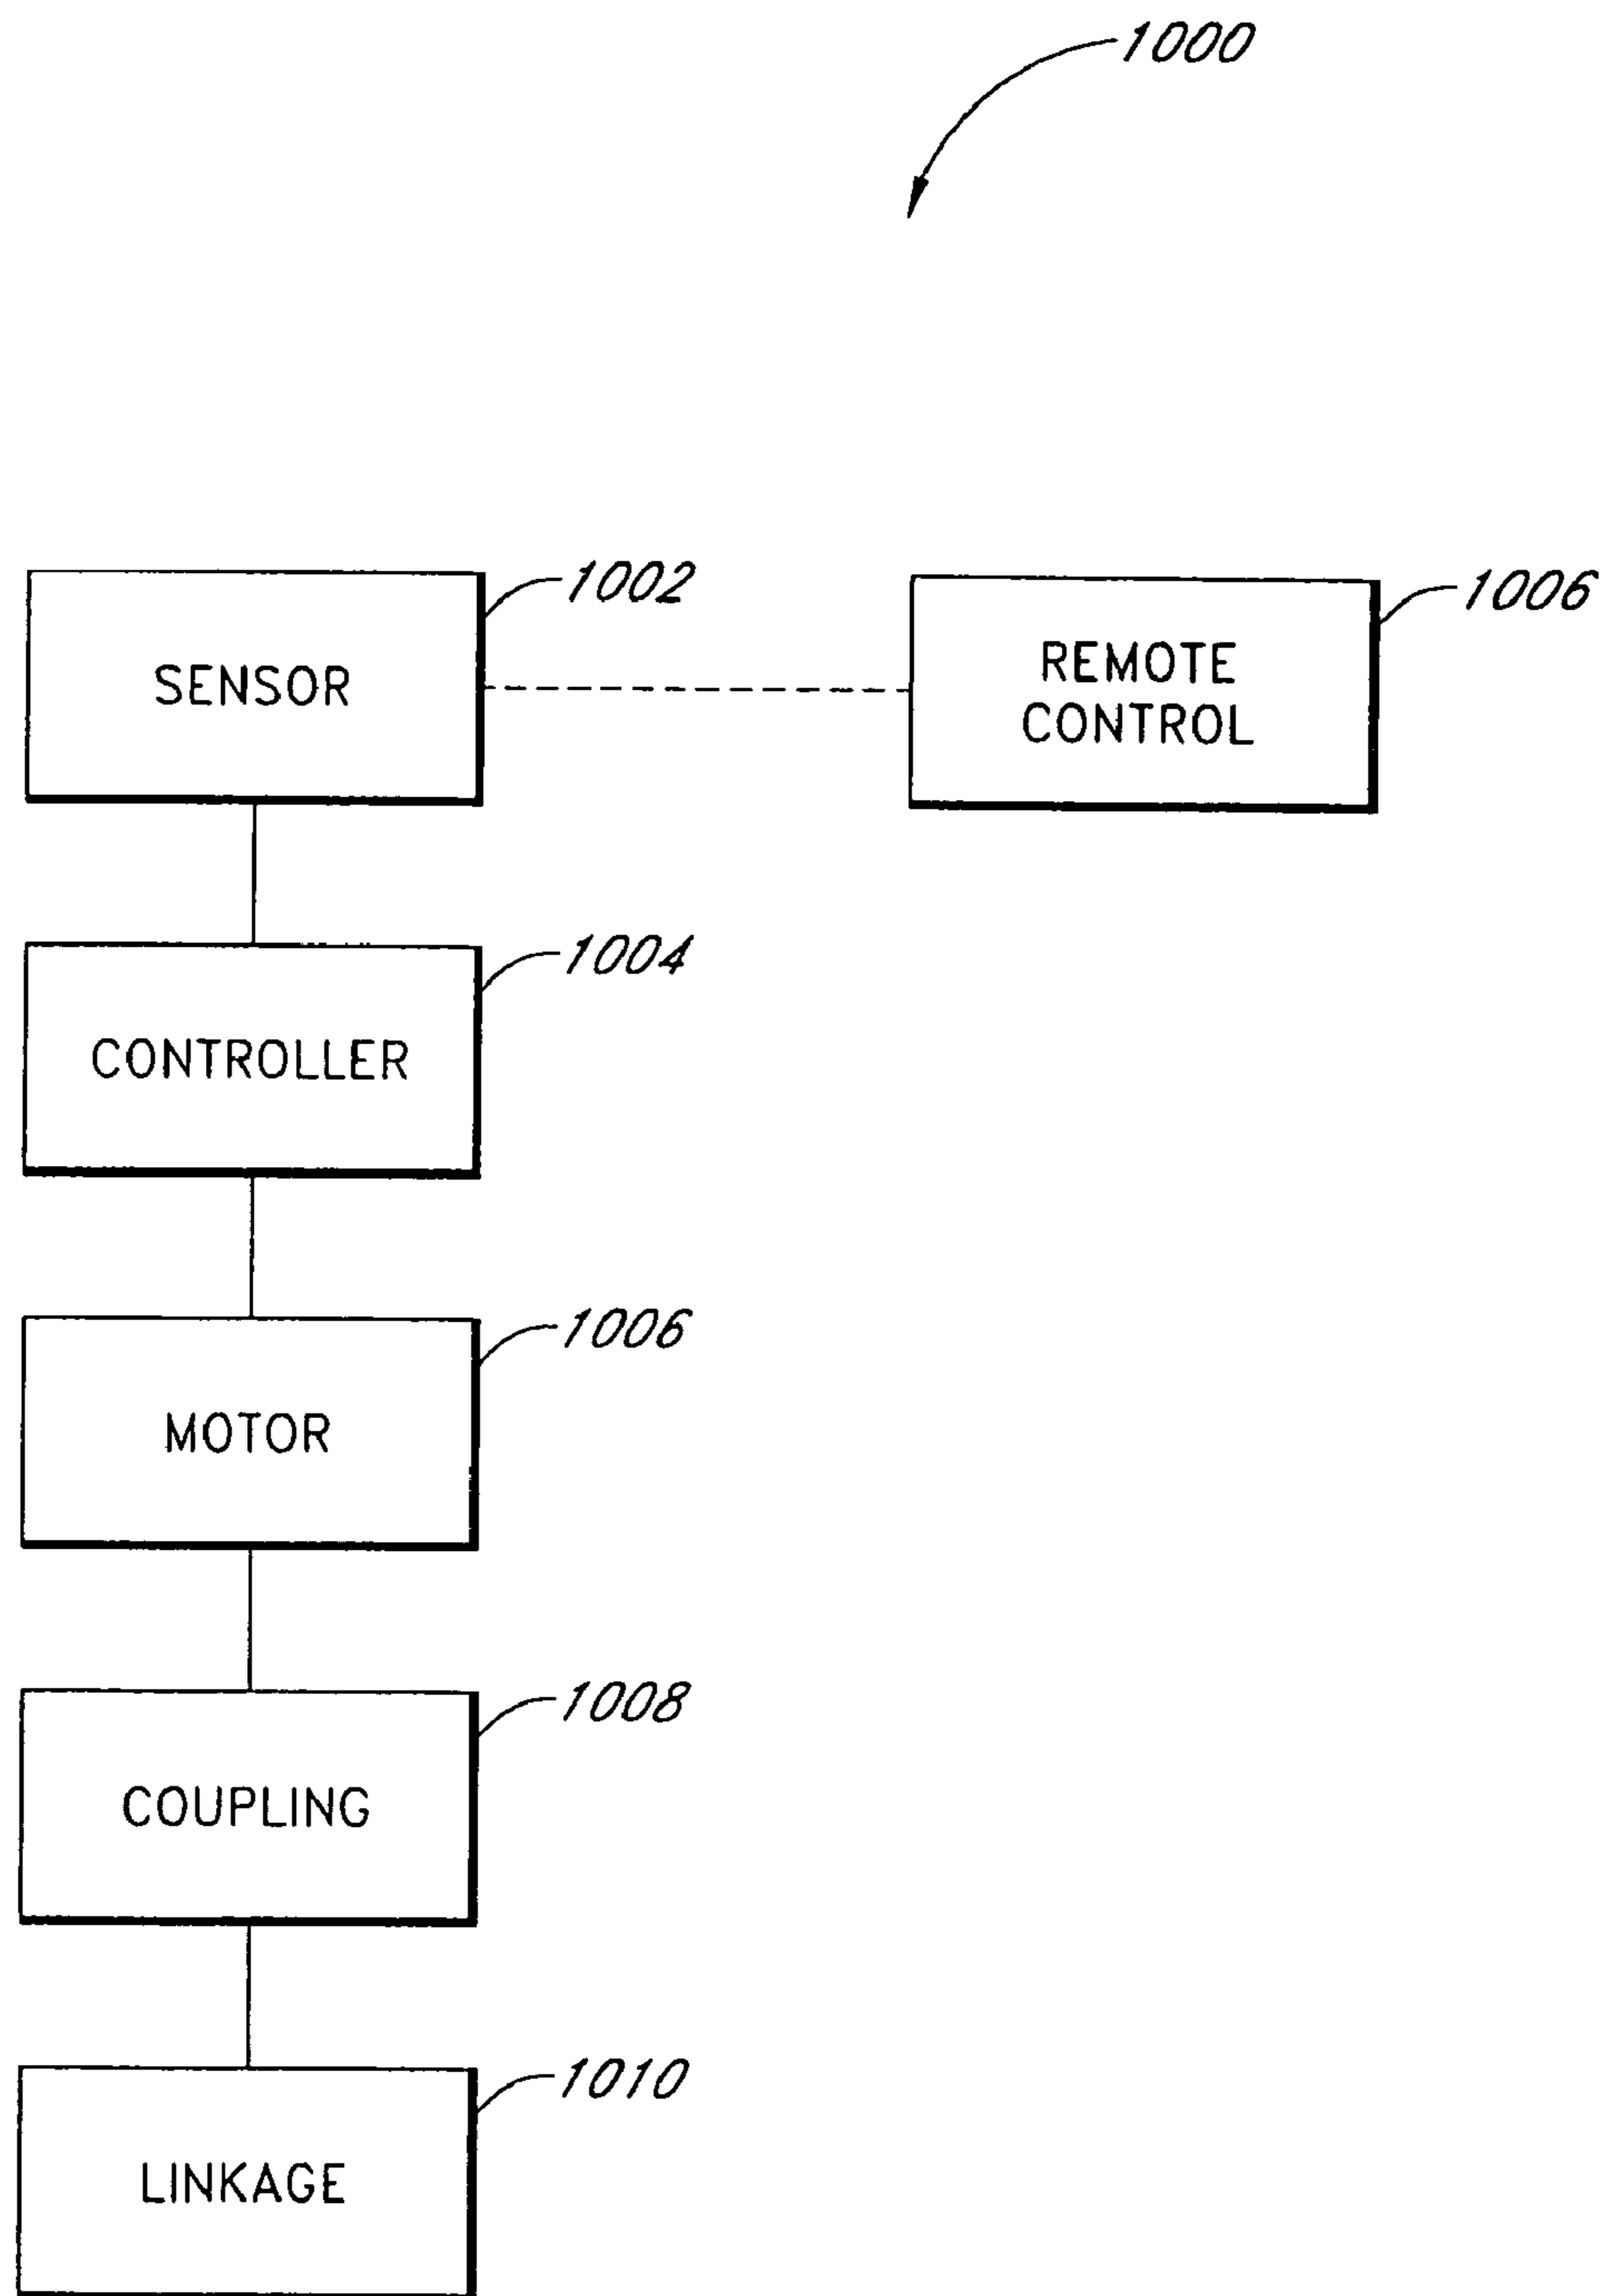 1000
1002
SENSOR
1006
REMOTE
CONTROL
1004
CONTROLLER
1006
MOTOR
1008
COUPLING
1010
LINKAGE